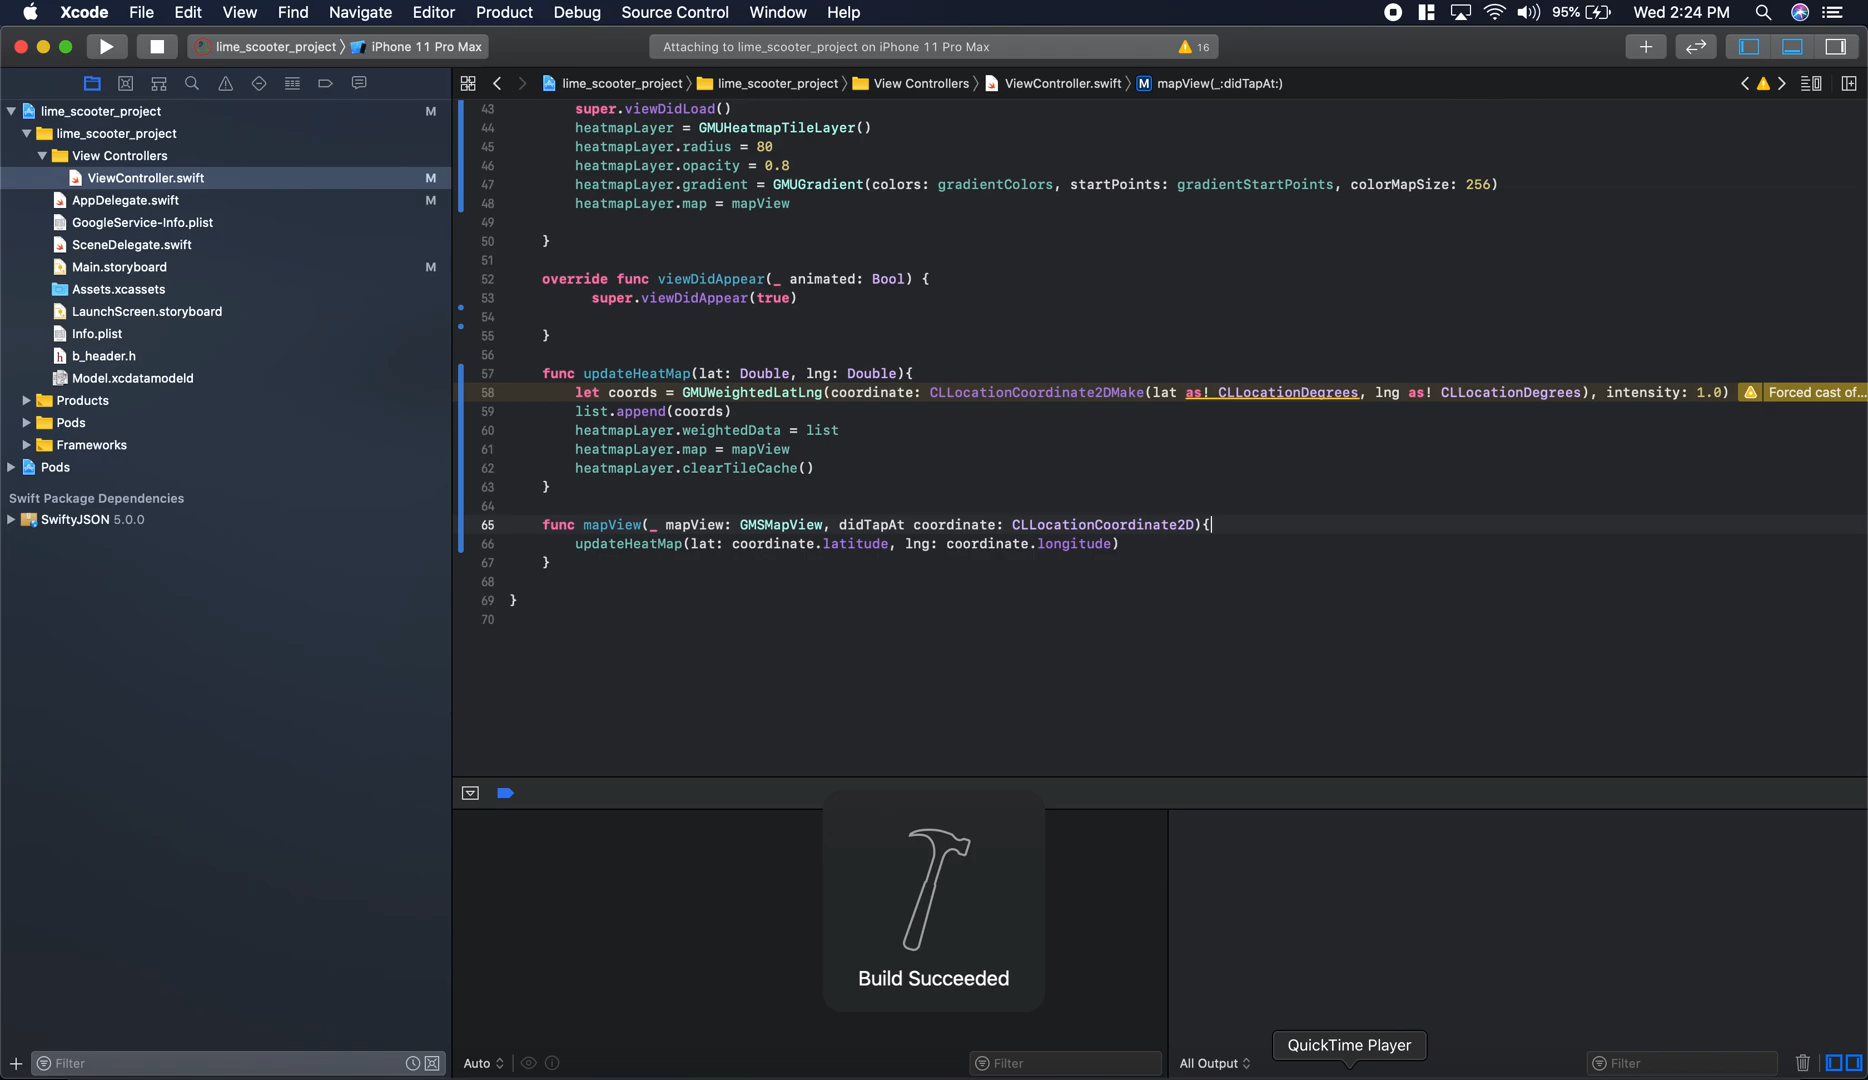 Xcode File Edit View Find Navigate Editor Product Debug Source Control Window Help 95% Wed 2:24 PM
lime_scooter_project iPhone 11 Pro Max Attaching to lime_scooter_project on iPhone 11 Pro Max 16
lime_scooter_project lime_scooter_project View Controllers ViewController.swift M mapView(_:didTapAt:)
lime_scooter_project M
lime_scooter_project
View Controllers
ViewController.swift M
AppDelegate.swift M
GoogleService-Info.plist
SceneDelegate.swift
Main.storyboard M
Assets.xcassets
LaunchScreen.storyboard
Info.plist
h b_header.h
Model.xcdatamodeld
Products
Pods
Frameworks
Pods
Swift Package Dependencies
SwiftyJSON 5.0.0
43 super.viewDidLoad()
44 heatmapLayer = GMUHeatmapTileLayer()
45 heatmapLayer.radius = 80
46 heatmapLayer.opacity = 0.8
47 heatmapLayer.gradient = GMUGradient(colors: gradientColors, startPoints: gradientStartPoints, colorMapSize: 256)
48 heatmapLayer.map = mapView
49
50 }
51
52 override func viewDidAppear(_ animated: Bool) {
53 super.viewDidAppear(true)
54
55 }
56
57 func updateHeatMap(lat: Double, lng: Double){
58 let coords = GMUWeightedLatLng(coordinate: CLLocationCoordinate2DMake(lat as! CLLocationDegrees, lng as! CLLocationDegrees), intensity: 1.0) Forced cast of...
59 list.append(coords)
60 heatmapLayer.weightedData = list
61 heatmapLayer.map = mapView
62 heatmapLayer.clearTileCache()
63 }
64
65 func mapView(_ mapView: GMSMapView, didTapAt coordinate: CLLocationCoordinate2D){
66 updateHeatMap(lat: coordinate.latitude, lng: coordinate.longitude)
67 }
68
69 }
70
Build Succeeded
QuickTime Player
Filter Auto Filter All Output Filter